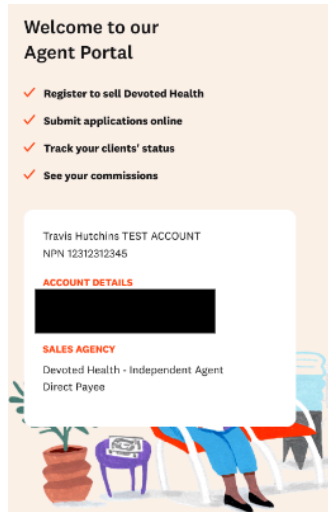 Welcome to our
Agent Portal
Register to sell Devoted Health
Submit applications online
Track your clients' status
See your commissions
Travis Hutchins TEST ACCOUNT
NPN 12312312345
ACCOUNT DETAILS
SALES AGENCY
Devoted Health - Independent Agent
Direct Payee